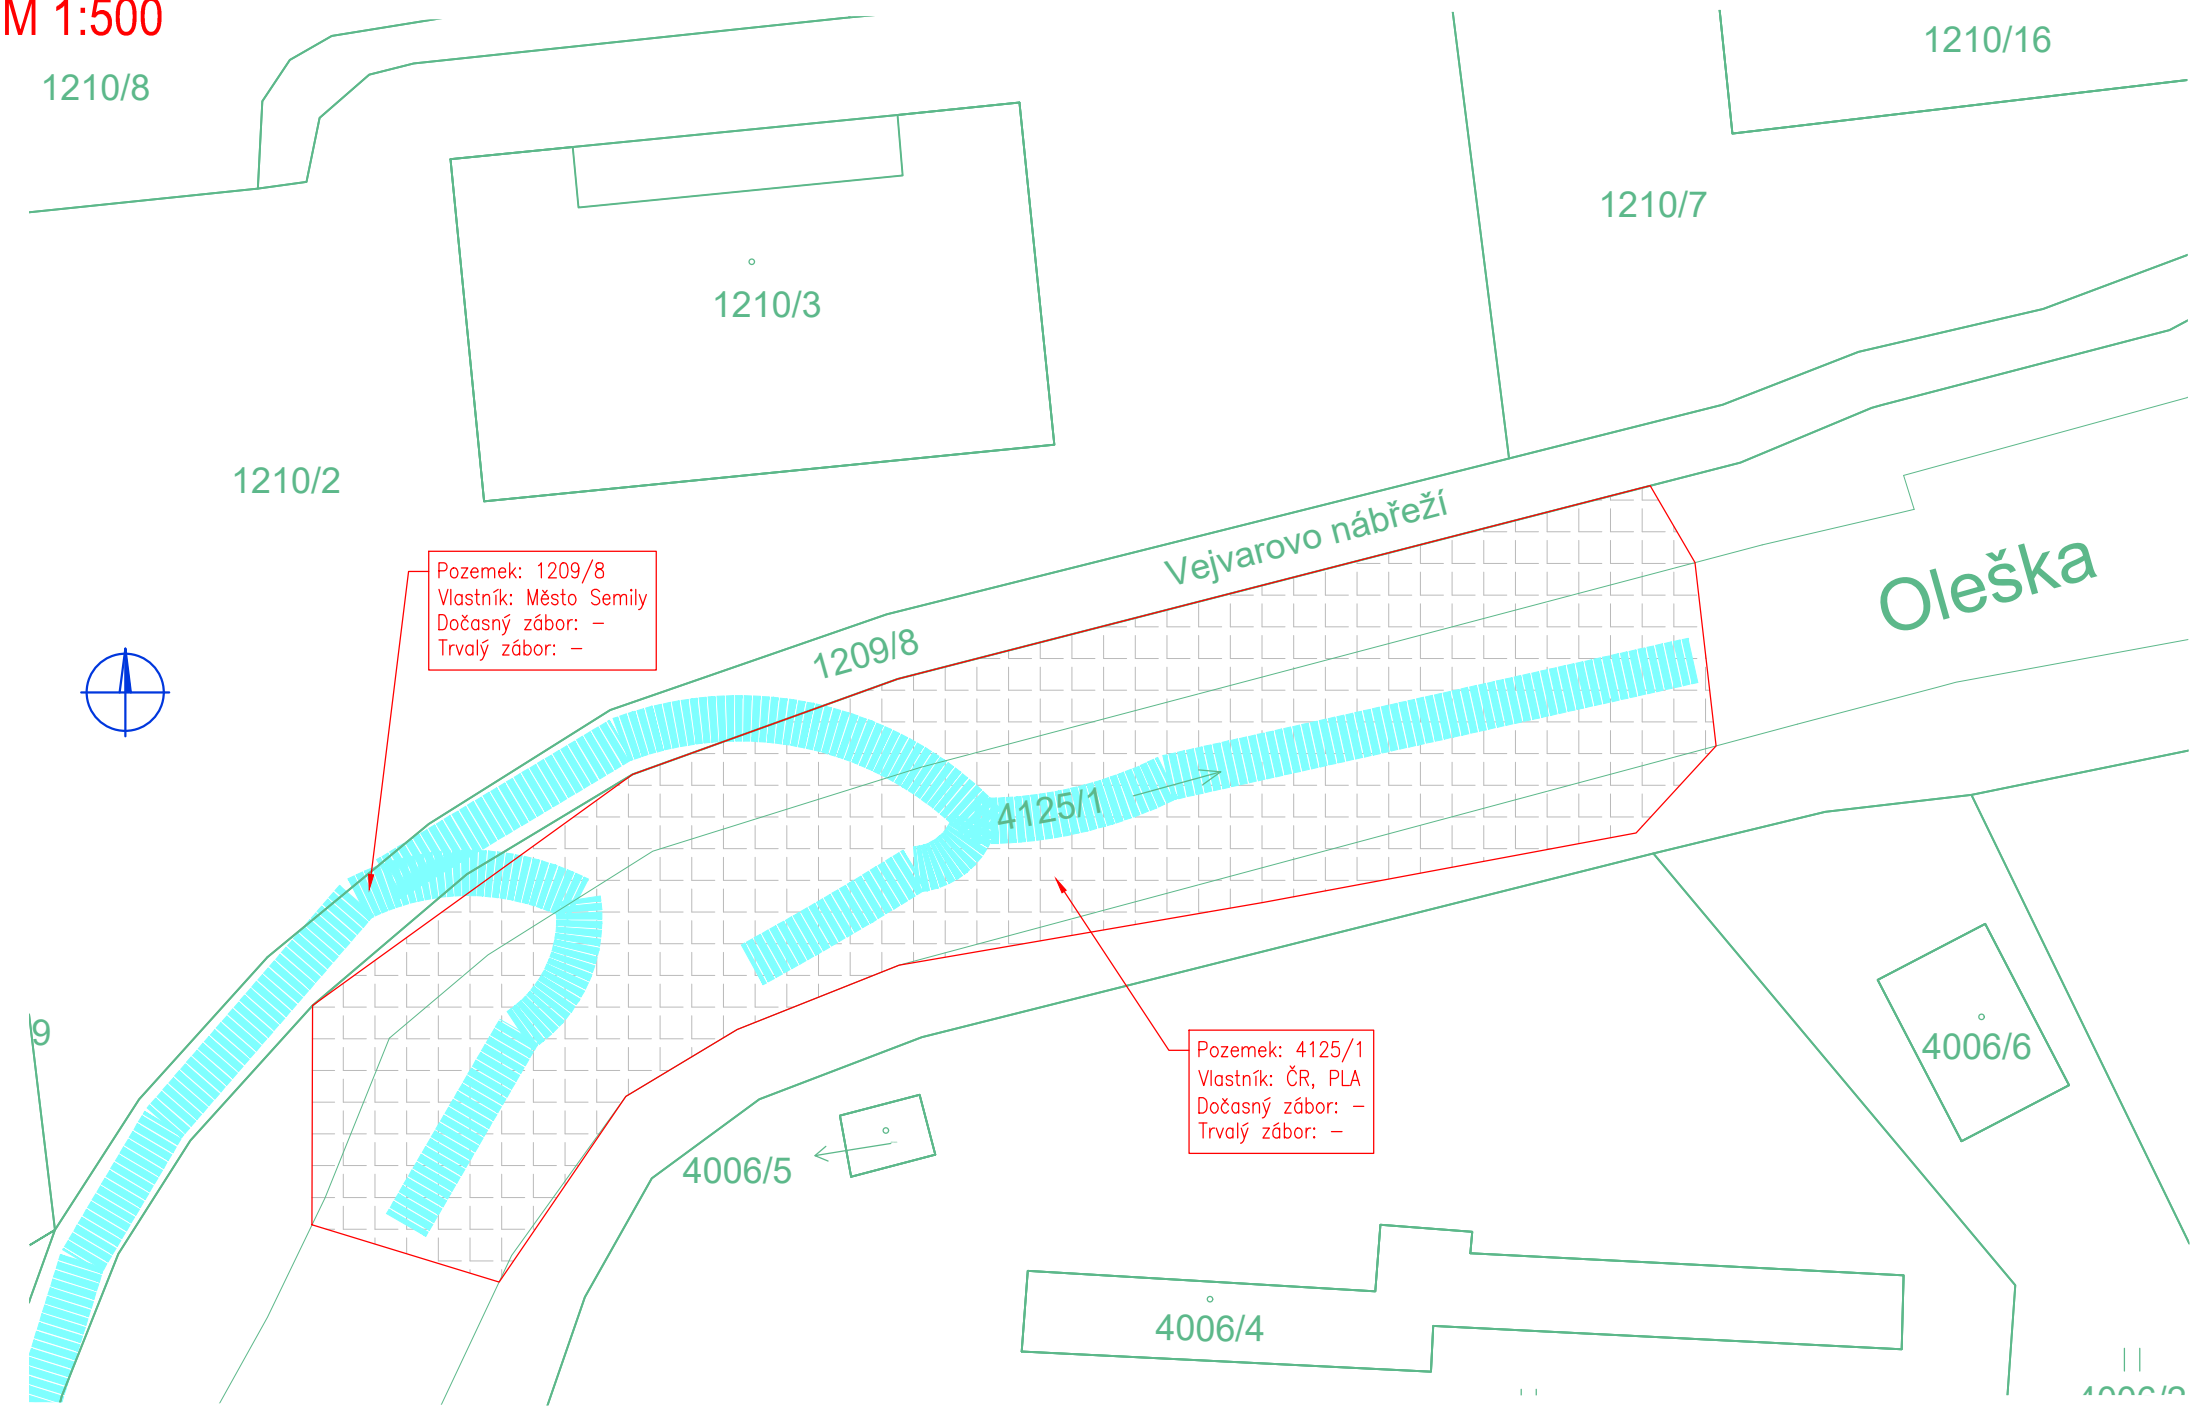 M 1:500
1210/8
1210/16
1210/7
1210/3
1210/2
Vejvarovo nábřeží
Oleška
Pozemek: 1209/8
Vlastník: Město Semily
Dočasný zábor: –
Trvalý zábor: –
1209/8
4125/1
9
4006/6
Pozemek: 4125/1
Vlastník: ČR, PLA
Dočasný zábor: –
Trvalý zábor: –
4006/5
4006/4